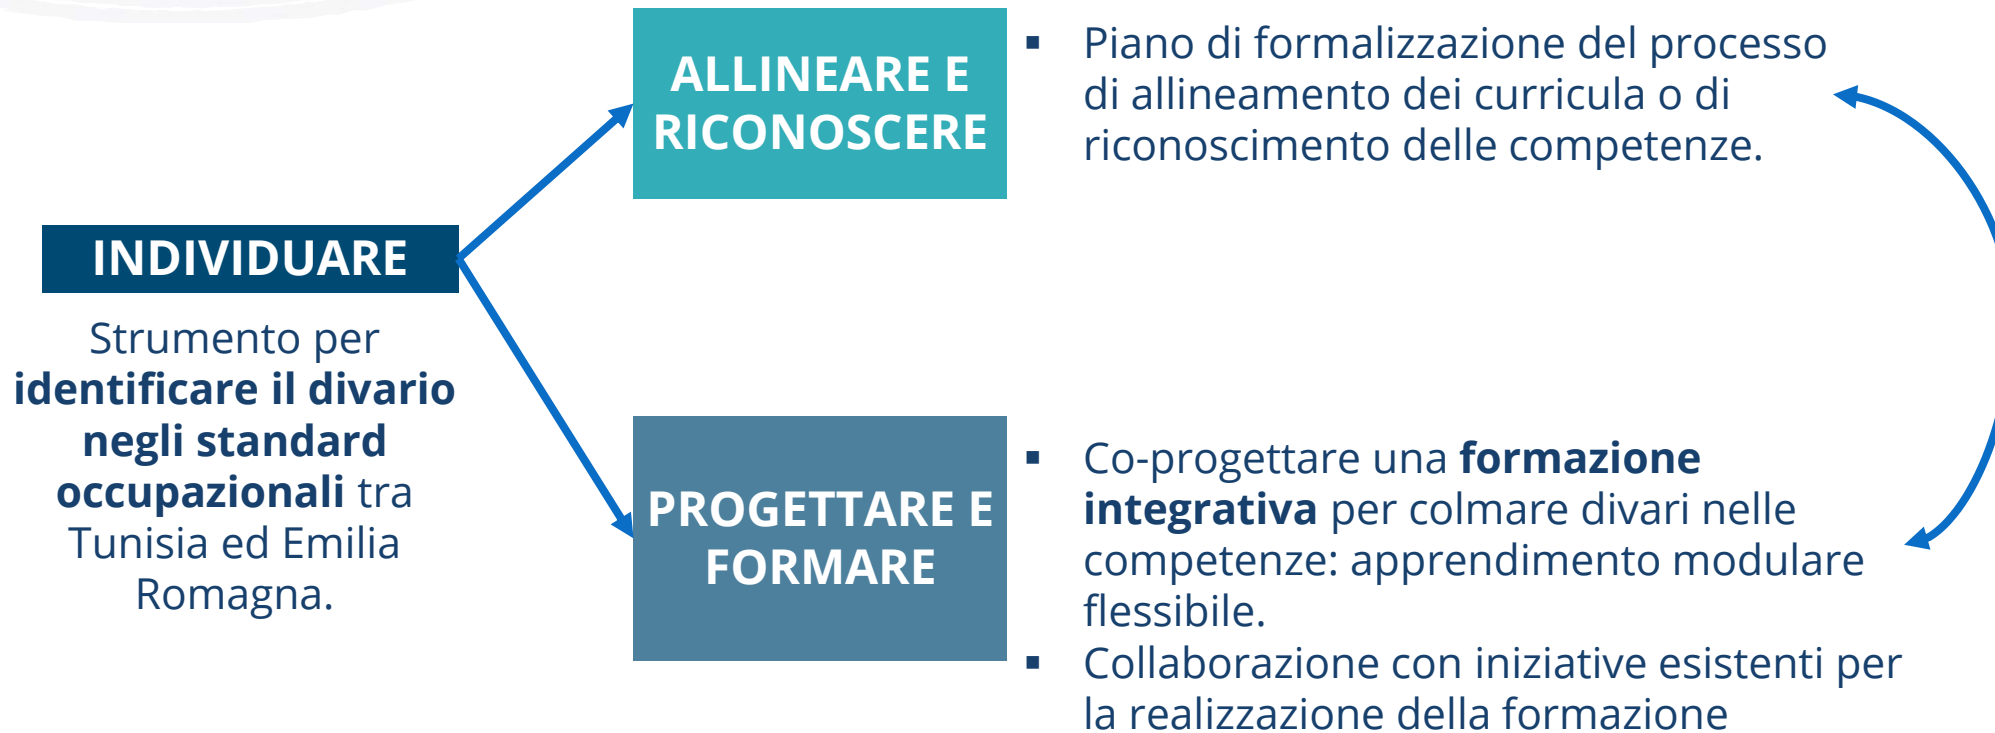 ALLINEARE E
RICONOSCERE
▪ Piano di formalizzazione del processo
di allineamento dei curricula o di
riconoscimento delle competenze.
INDIVIDUARE
Strumento per
identificare il divario
negli standard
occupazionali tra
Tunisia ed Emilia
Romagna.
PROGETTARE E
FORMARE
▪ Co-progettare una formazione
integrativa per colmare divari nelle
competenze: apprendimento modulare
flessibile.
▪ Collaborazione con iniziative esistenti per
la realizzazione della formazione